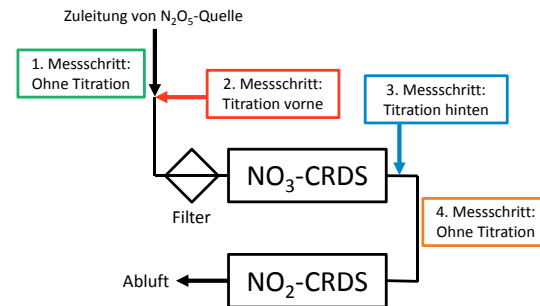 Zuleitung von N₂O₅-Quelle
1. Messschritt:
Ohne Titration
2. Messschritt:
Titration vorne
3. Messschritt:
Titration hinten
NO₃-CRDS
Filter
4. Messschritt:
Ohne Titration
Abluft
NO₂-CRDS